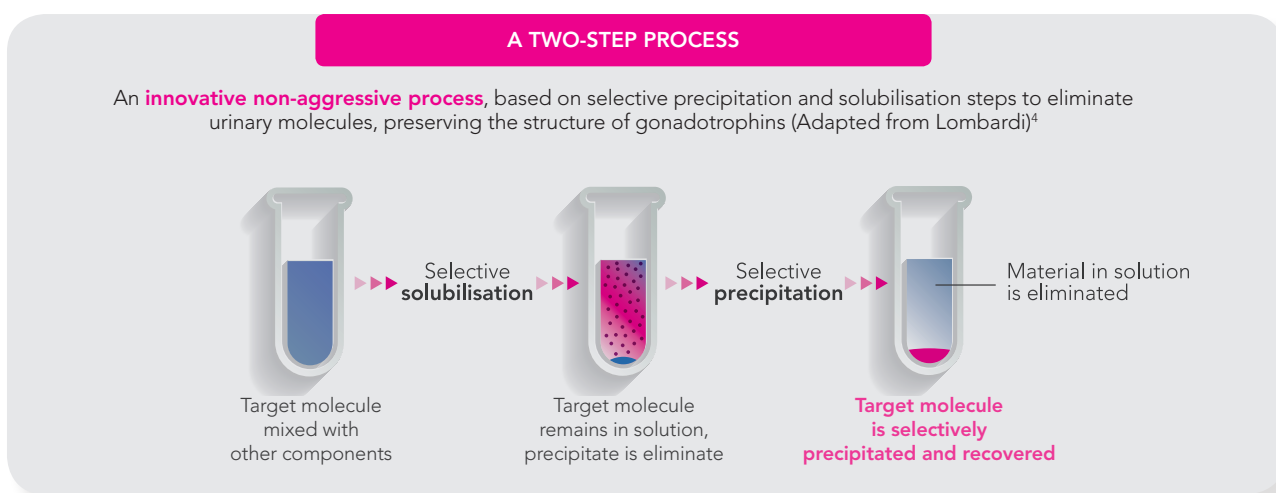 A TWO-STEP PROCESS
An innovative non-aggressive process, based on selective precipitation and solubilisation steps to eliminate
urinary molecules, preserving the structure of gonadotrophins (Adapted from Lombardi)4
Selective
solubilisation
Selective
precipitation
Material in solution
is eliminated
Target molecule
mixed with
other components
Target molecule
remains in solution,
precipitate is eliminate
Target molecule
is selectively
precipitated and recovered